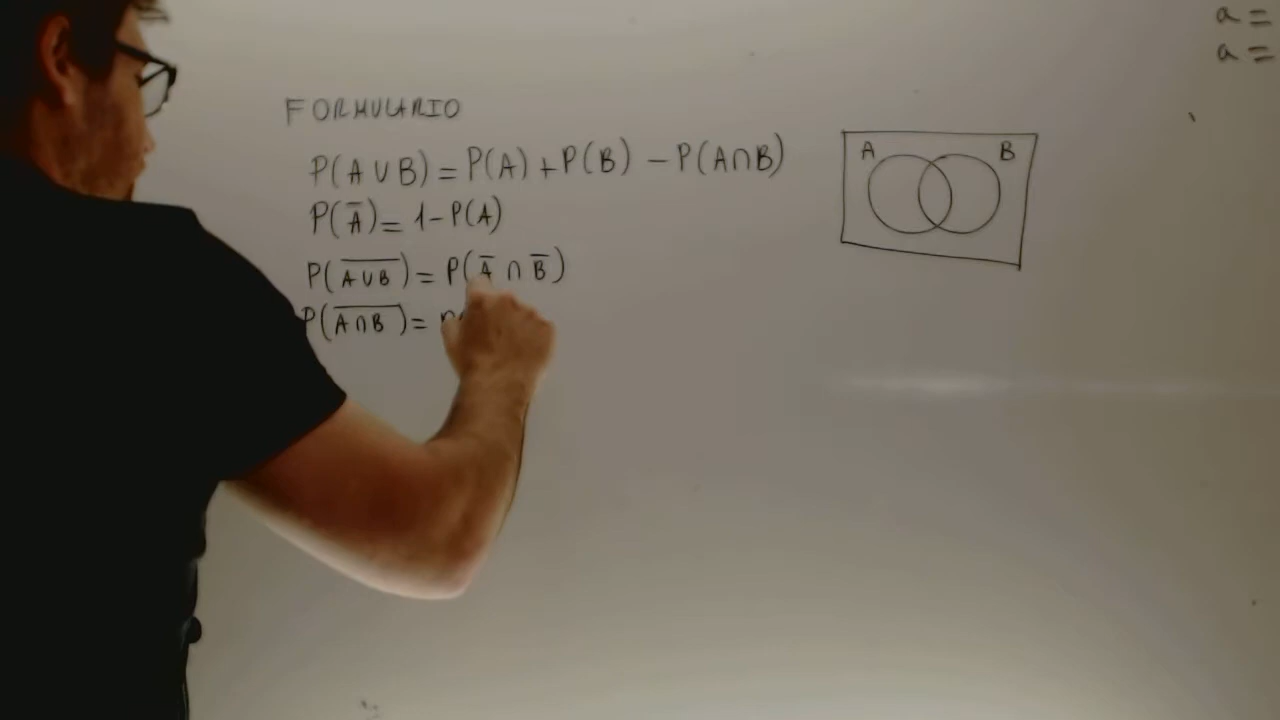 a =
a =
FORMULARIO
P(A ∪ B) = P(A) + P(B) – P(A∩B)
P(A̅) = 1 – P(A)
P(A̅ ̅∪̅ ̅B̅) = P(A̅ ∩ B̅)
P(A̅ ̅∩̅ ̅B̅) =
A B